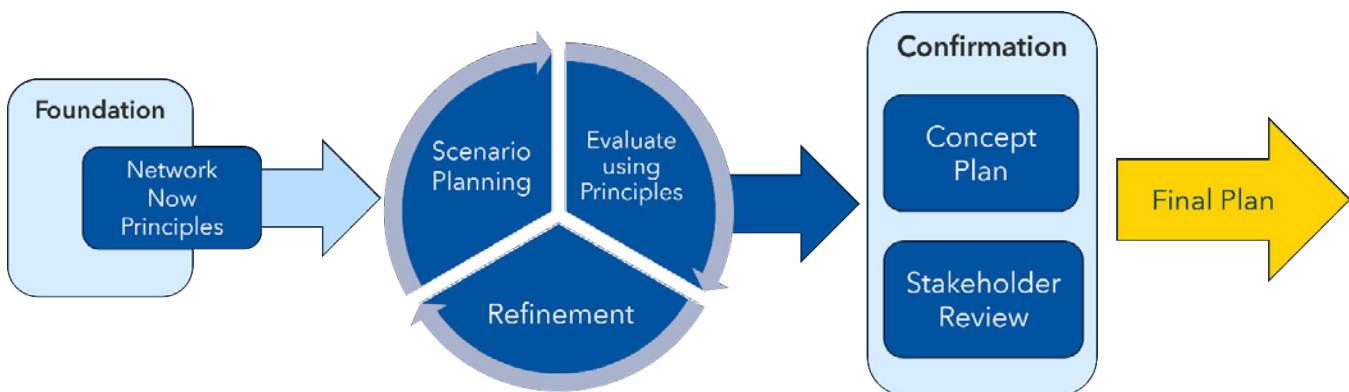 Foundation
Network
Now
Principles
Scenario
Planning
Evaluate
using
Principles
Refinement
Confirmation
Concept
Plan
Stakeholder
Review
Final Plan